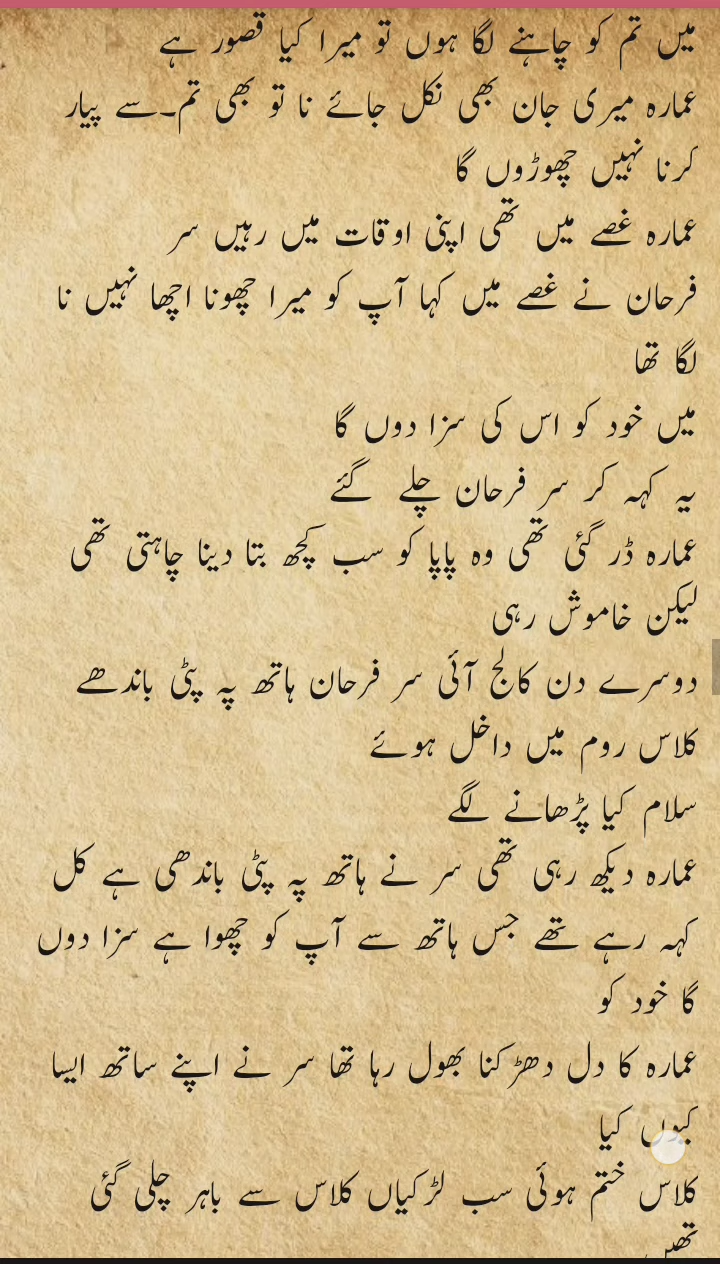 میں تم کو چاہنے لگا ہوں تو میرا کیا قصور ہے
عمارہ میری جان بھی نکل جائے نا تو بھی تم۔سے پیار
کرنا نہیں چھوڑوں گا
عمارہ غصے میں تھی اپنی اوقات میں رہیں سر
فرحان نے غصے میں کہا آپ کو میرا چھونا اچھا نہیں نا
لگا تھا
میں خود کو اس کی سزا دوں گا
یہ کہہ کر سر فرحان چلے گئے
عمارہ ڈر گئی تھی وہ پاپا کو سب کچھ بتا دینا چاہتی تھی
لیکن خاموش رہی
دوسرے دن کالج آئی سر فرحان ہاتھ پہ پٹی باندھے
کلاس روم میں داخل ہوئے
سلام کیا پڑھانے لگے
عمارہ دیکھ رہی تھی سر نے ہاتھ پہ پٹی باندھی ہے کل
کہہ رہے تھے جس ہاتھ سے آپ کو چھوا ہے سزا دوں
گا خود کو
عمارہ کا دل دھڑکنا بھول رہا تھا سر نے اپنے ساتھ ایسا
کیوں کیا
کلاس ختم ہوئی سب لڑکیاں کلاس سے باہر چلی گئی
تھیں